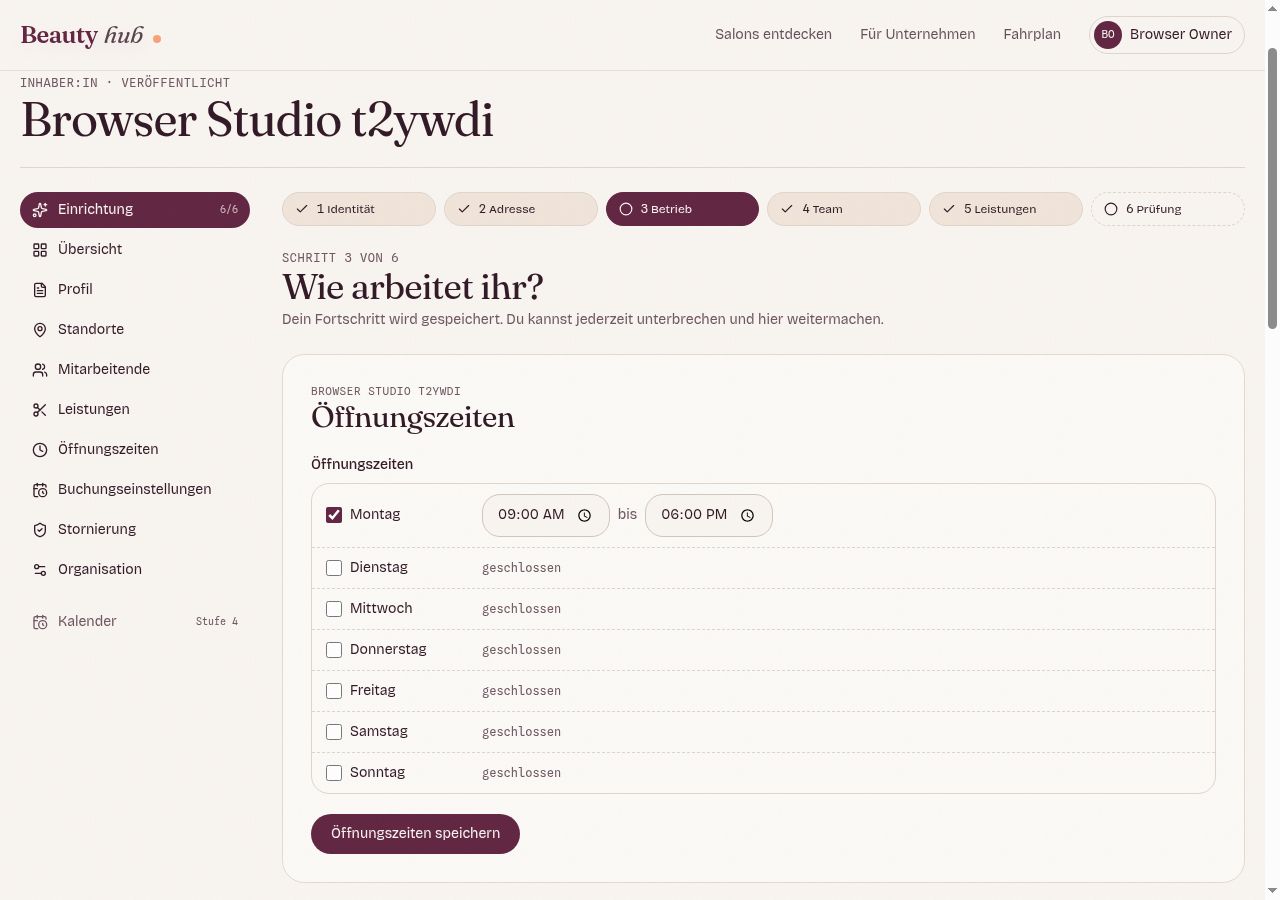 Beauty hub
Salons entdecken
Für Unternehmen
Fahrplan
BO
Browser Owner
INHABER:IN · VERÖFFENTLICHT
Browser Studio t2ywdi
Einrichtung
6/6
Übersicht
Profil
Standorte
Mitarbeitende
Leistungen
Öffnungszeiten
Buchungseinstellungen
Stornierung
Organisation
Kalender
Stufe 4
1 Identität
2 Adresse
3 Betrieb
4 Team
5 Leistungen
6 Prüfung
SCHRITT 3 VON 6
Wie arbeitet ihr?
Dein Fortschritt wird gespeichert. Du kannst jederzeit unterbrechen und hier weitermachen.
BROWSER STUDIO T2YWDI
Öffnungszeiten
Öffnungszeiten
Montag 09:00 AM bis 06:00 PM
Dienstag geschlossen
Mittwoch geschlossen
Donnerstag geschlossen
Freitag geschlossen
Samstag geschlossen
Sonntag geschlossen
Öffnungszeiten speichern